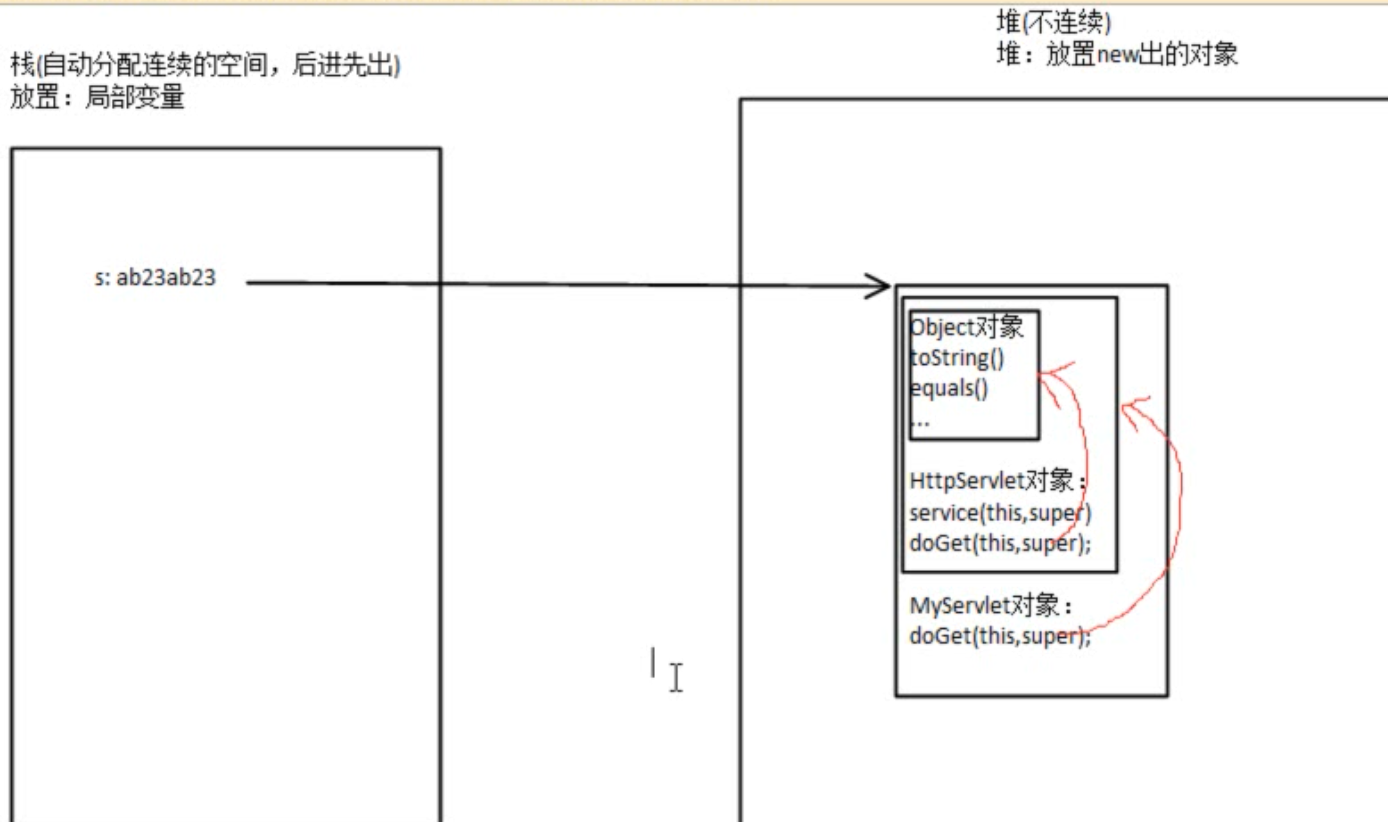 栈(自动分配连续的空间，后进先出)
放置：局部变量
堆(不连续)
堆：放置new出的对象
s: ab23ab23
Object对象
toString()
equals()
...
HttpServlet对象：
service(this,super)
doGet(this,super);
MyServlet对象：
doGet(this,super);